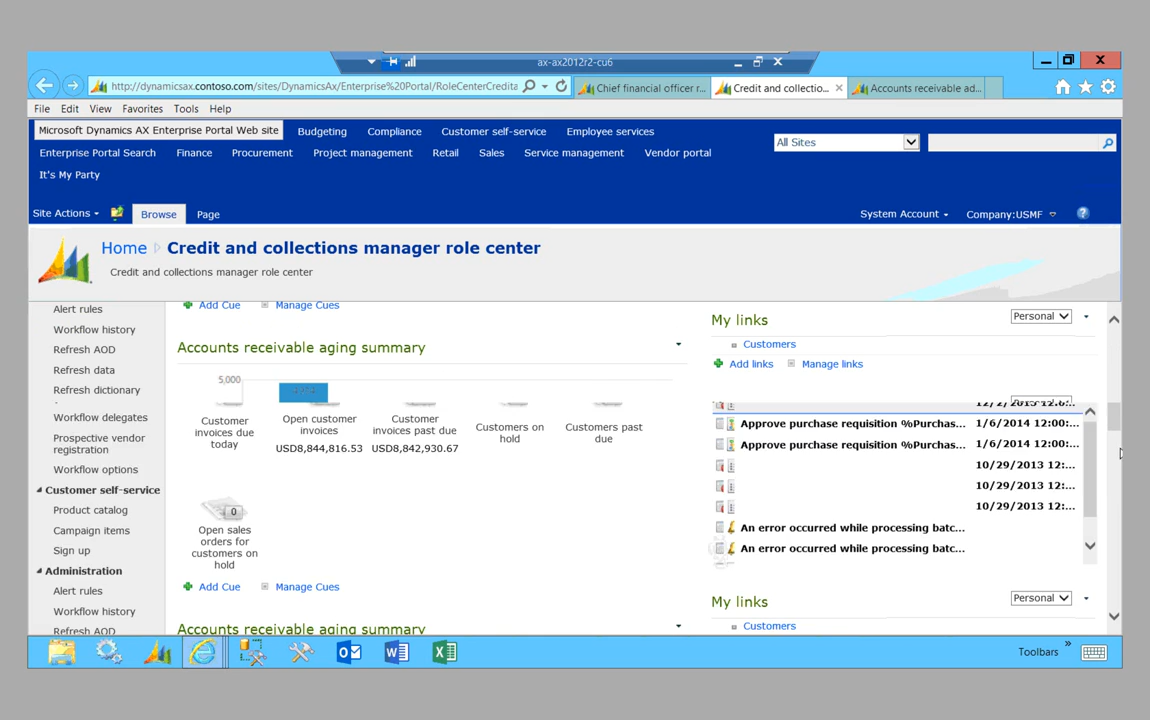 ax-ax2012r2-cu6
http://dynamicsax.contoso.com/sites/DynamicsAx/Enterprise%20Portal/RoleCenterCredita
Chief financial officer r...
Credit and collectio...
Accounts receivable ad...
File Edit View Favorites Tools Help
Microsoft Dynamics AX Enterprise Portal Web site
Budgeting Compliance Customer self-service Employee services
All Sites
Enterprise Portal Search Finance Procurement Project management Retail Sales Service management Vendor portal
It's My Party
Site Actions Browse Page System Account Company:USMF
Home Credit and collections manager role center
Credit and collections manager role center
Alert rules
Workflow history
Refresh AOD
Refresh data
Refresh dictionary
Workflow delegates
Prospective vendor
registration
Workflow options
Customer self-service
Product catalog
Campaign items
Sign up
Administration
Alert rules
Workflow history
Refresh AOD
Add Cue Manage Cues
Accounts receivable aging summary
5,000
Customer
invoices due
today
Open customer
invoices
USD8,844,816.53
Customer
invoices past due
USD8,842,930.67
Customers on
hold
Customers past
due
0
Open sales
orders for
customers on
hold
Add Cue Manage Cues
Accounts receivable aging summary
My links Personal
Customers
Add links Manage links
Approve purchase requisition %Purchas... 1/6/2014 12:00:...
Approve purchase requisition %Purchas... 1/6/2014 12:00:...
10/29/2013 12:...
10/29/2013 12:...
10/29/2013 12:...
An error occurred while processing batc...
An error occurred while processing batc...
My links Personal
Customers
Toolbars